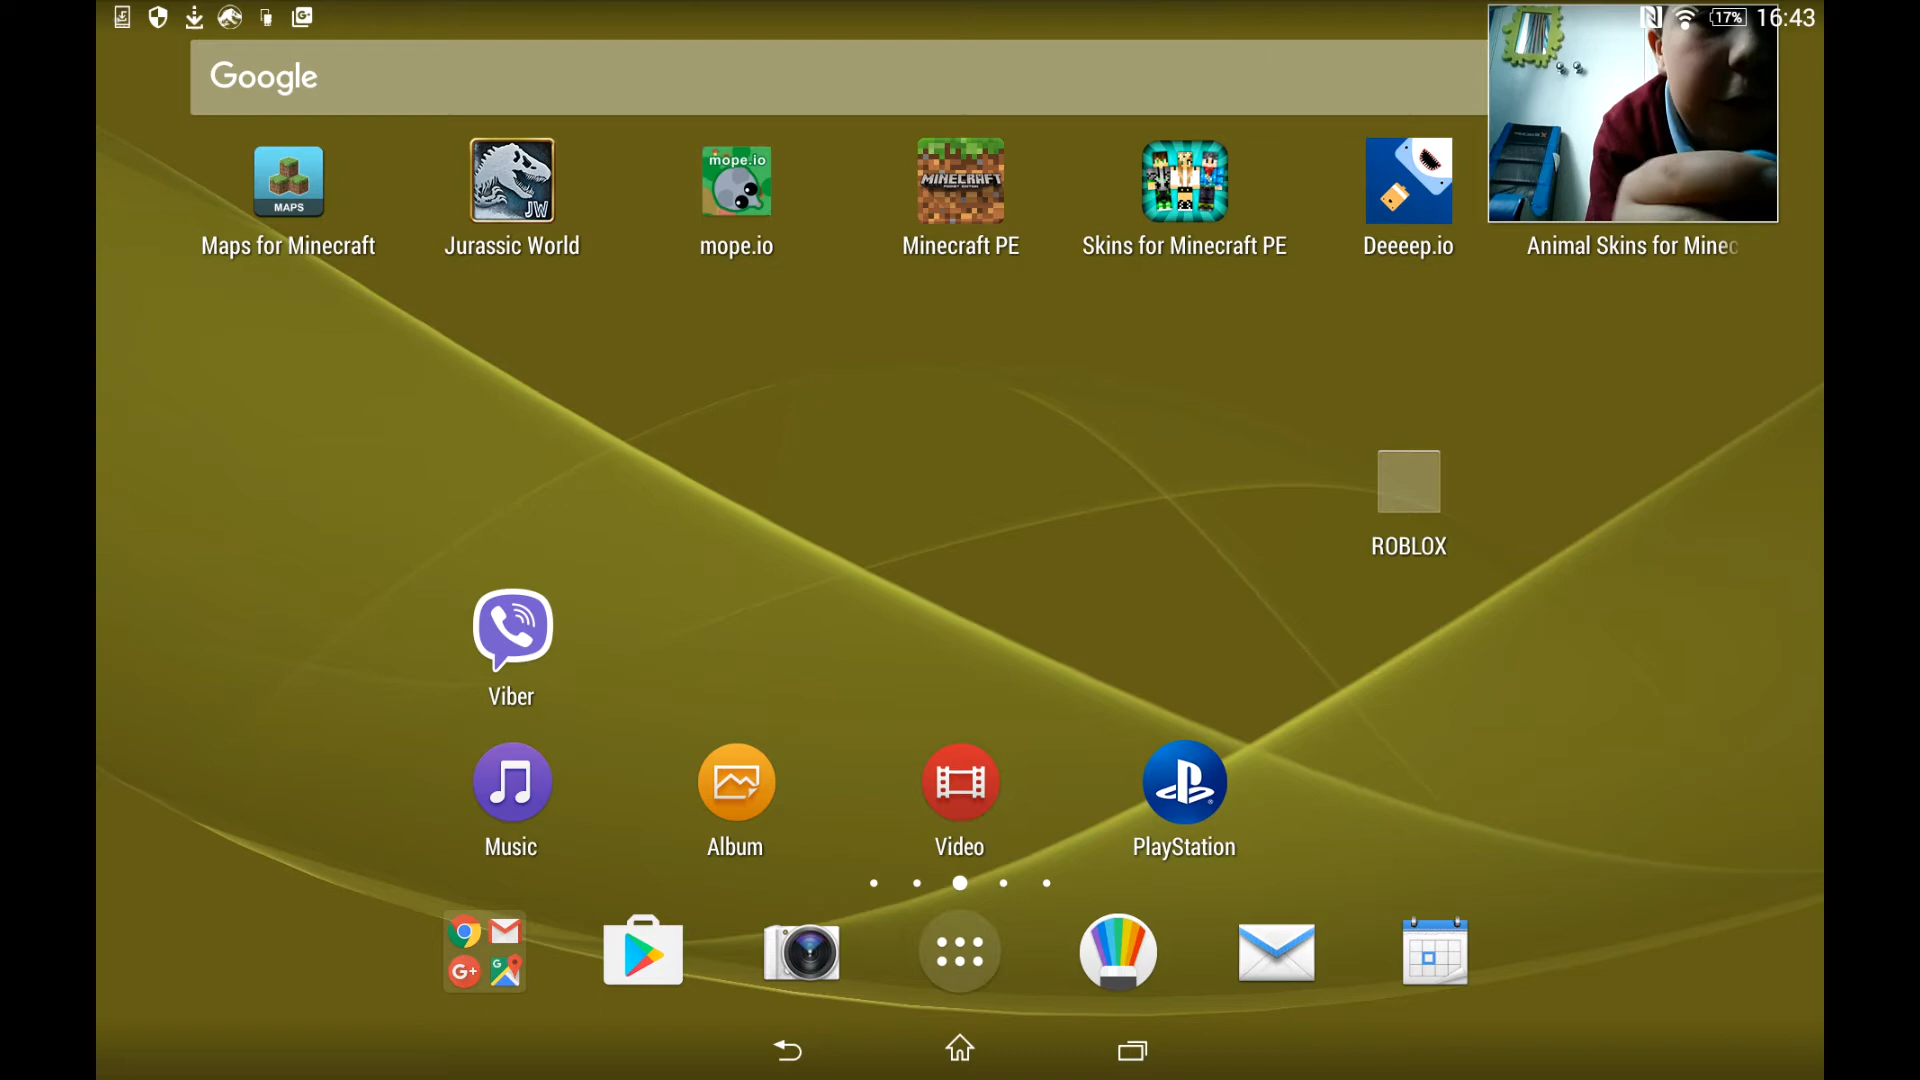 17% 16:43
Google
mope.io
MINECRAFT
MAPS
JW
Maps for Minecraft
Jurassic World
mope.io
Minecraft PE
Skins for Minecraft PE
Deeeep.io
Animal Skins for Minec
ROBLOX
Viber
Music
Album
Video
PlayStation